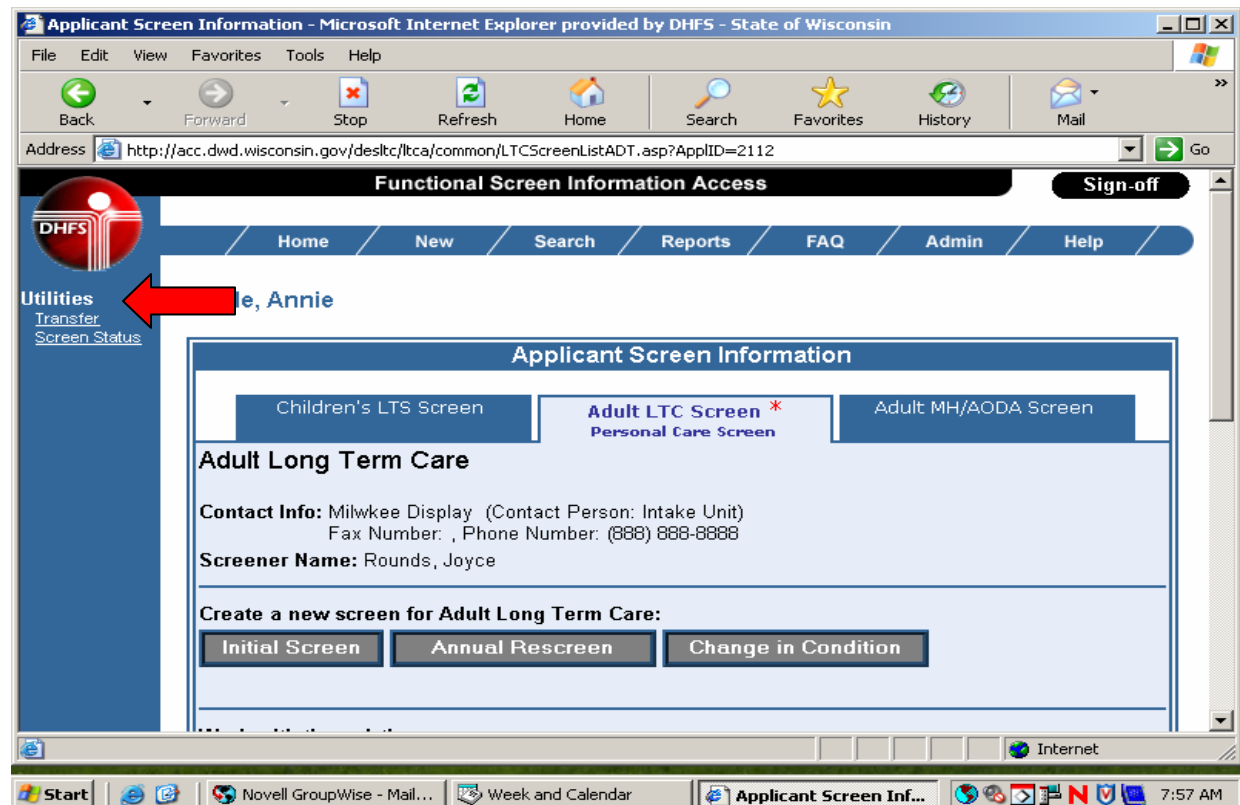 Applicant Screen Information - Microsoft Internet Explorer provided by DHFS - State of Wisconsin
File Edit View Favorites Tools Help
Back Forward Stop Refresh Home Search Favorites History Mail »
Address http://acc.dwd.wisconsin.gov/desltc/ltca/common/LTCScreenListADT.asp?ApplID=2112 Go
Functional Screen Information Access Sign-off
DHFS
Home New Search Reports FAQ Admin Help
Utilities
Transfer
Screen Status
le, Annie
Applicant Screen Information
Children's LTS Screen Adult LTC Screen * Adult MH/AODA Screen
Personal Care Screen
Adult Long Term Care
Contact Info: Milwkee Display (Contact Person: Intake Unit)
Fax Number: , Phone Number: (888) 888-8888
Screener Name: Rounds, Joyce
Create a new screen for Adult Long Term Care:
Initial Screen Annual Rescreen Change in Condition
Internet
Start Novell GroupWise - Mail... Week and Calendar Applicant Screen Inf... N 7:57 AM